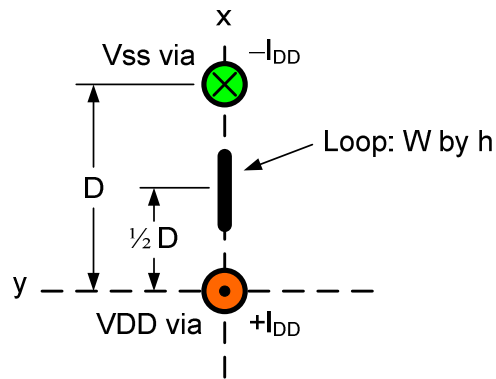 x
Vss via
–I_DD
Loop: W by h
D
½ D
y
VDD via
+I_DD